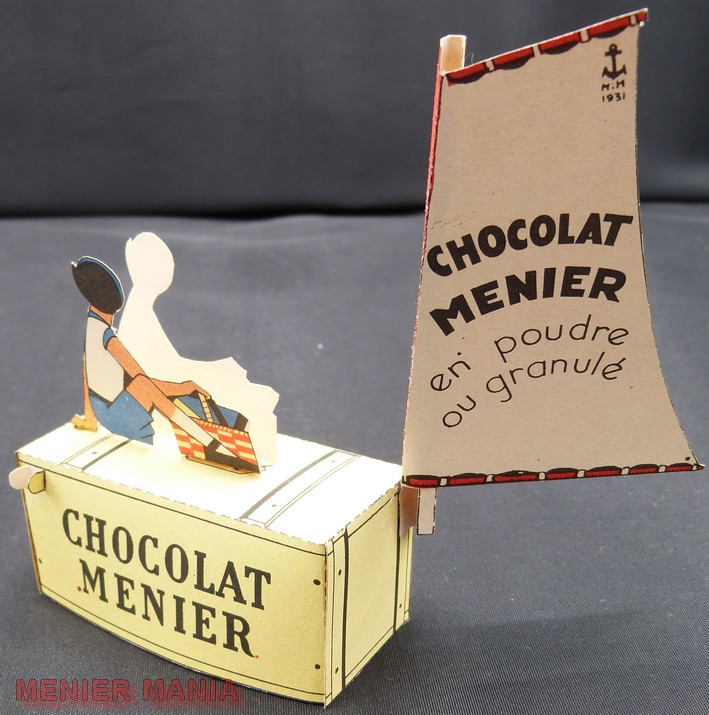 M.M
1931
CHOCOLAT
MENIER
en poudre
ou granulé
CHOCOLAT
MENIER
MENIER MANIA